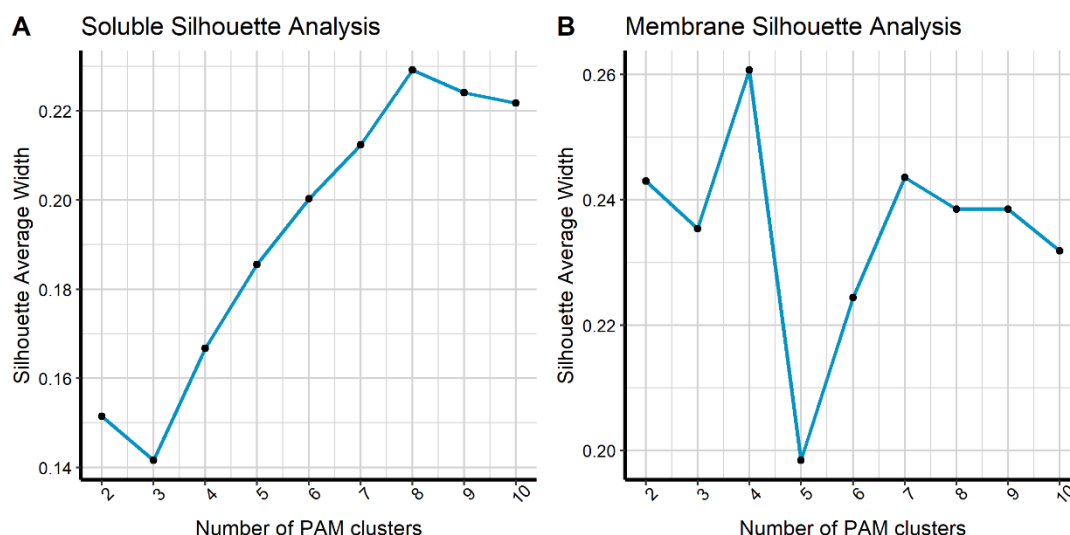 A Soluble Silhouette Analysis
Silhouette Average Width
0.22
0.20
0.18
0.16
0.14
2 3 4 5 6 7 8 9 10
Number of PAM clusters
B Membrane Silhouette Analysis
Silhouette Average Width
0.26
0.24
0.22
0.20
2 3 4 5 6 7 8 9 10
Number of PAM clusters